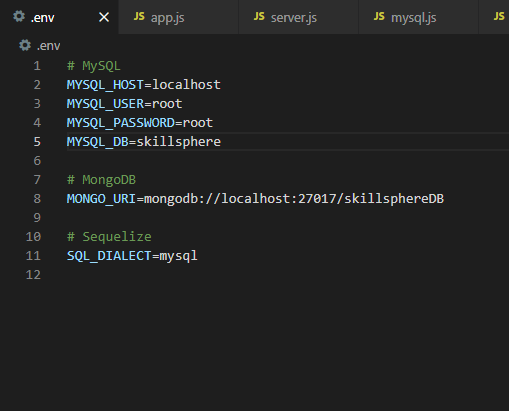 .env
JS app.js
JS server.js
JS mysql.js
JS
.env
1 # MySQL
2 MYSQL_HOST=localhost
3 MYSQL_USER=root
4 MYSQL_PASSWORD=root
5 MYSQL_DB=skillsphere
6
7 # MongoDB
8 MONGO_URI=mongodb://localhost:27017/skillsphereDB
9
10 # Sequelize
11 SQL_DIALECT=mysql
12